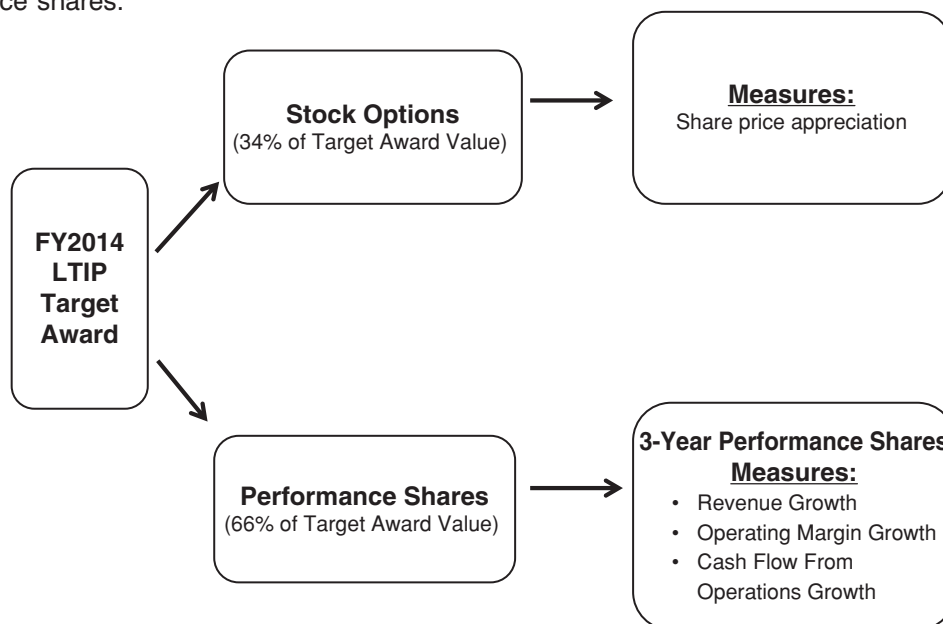 ce shares.
Stock Options
(34% of Target Award Value)
Measures:
Share price appreciation
FY2014
LTIP
Target
Award
Performance Shares
(66% of Target Award Value)
3-Year Performance Shares
Measures:
• Revenue Growth
• Operating Margin Growth
• Cash Flow From
Operations Growth